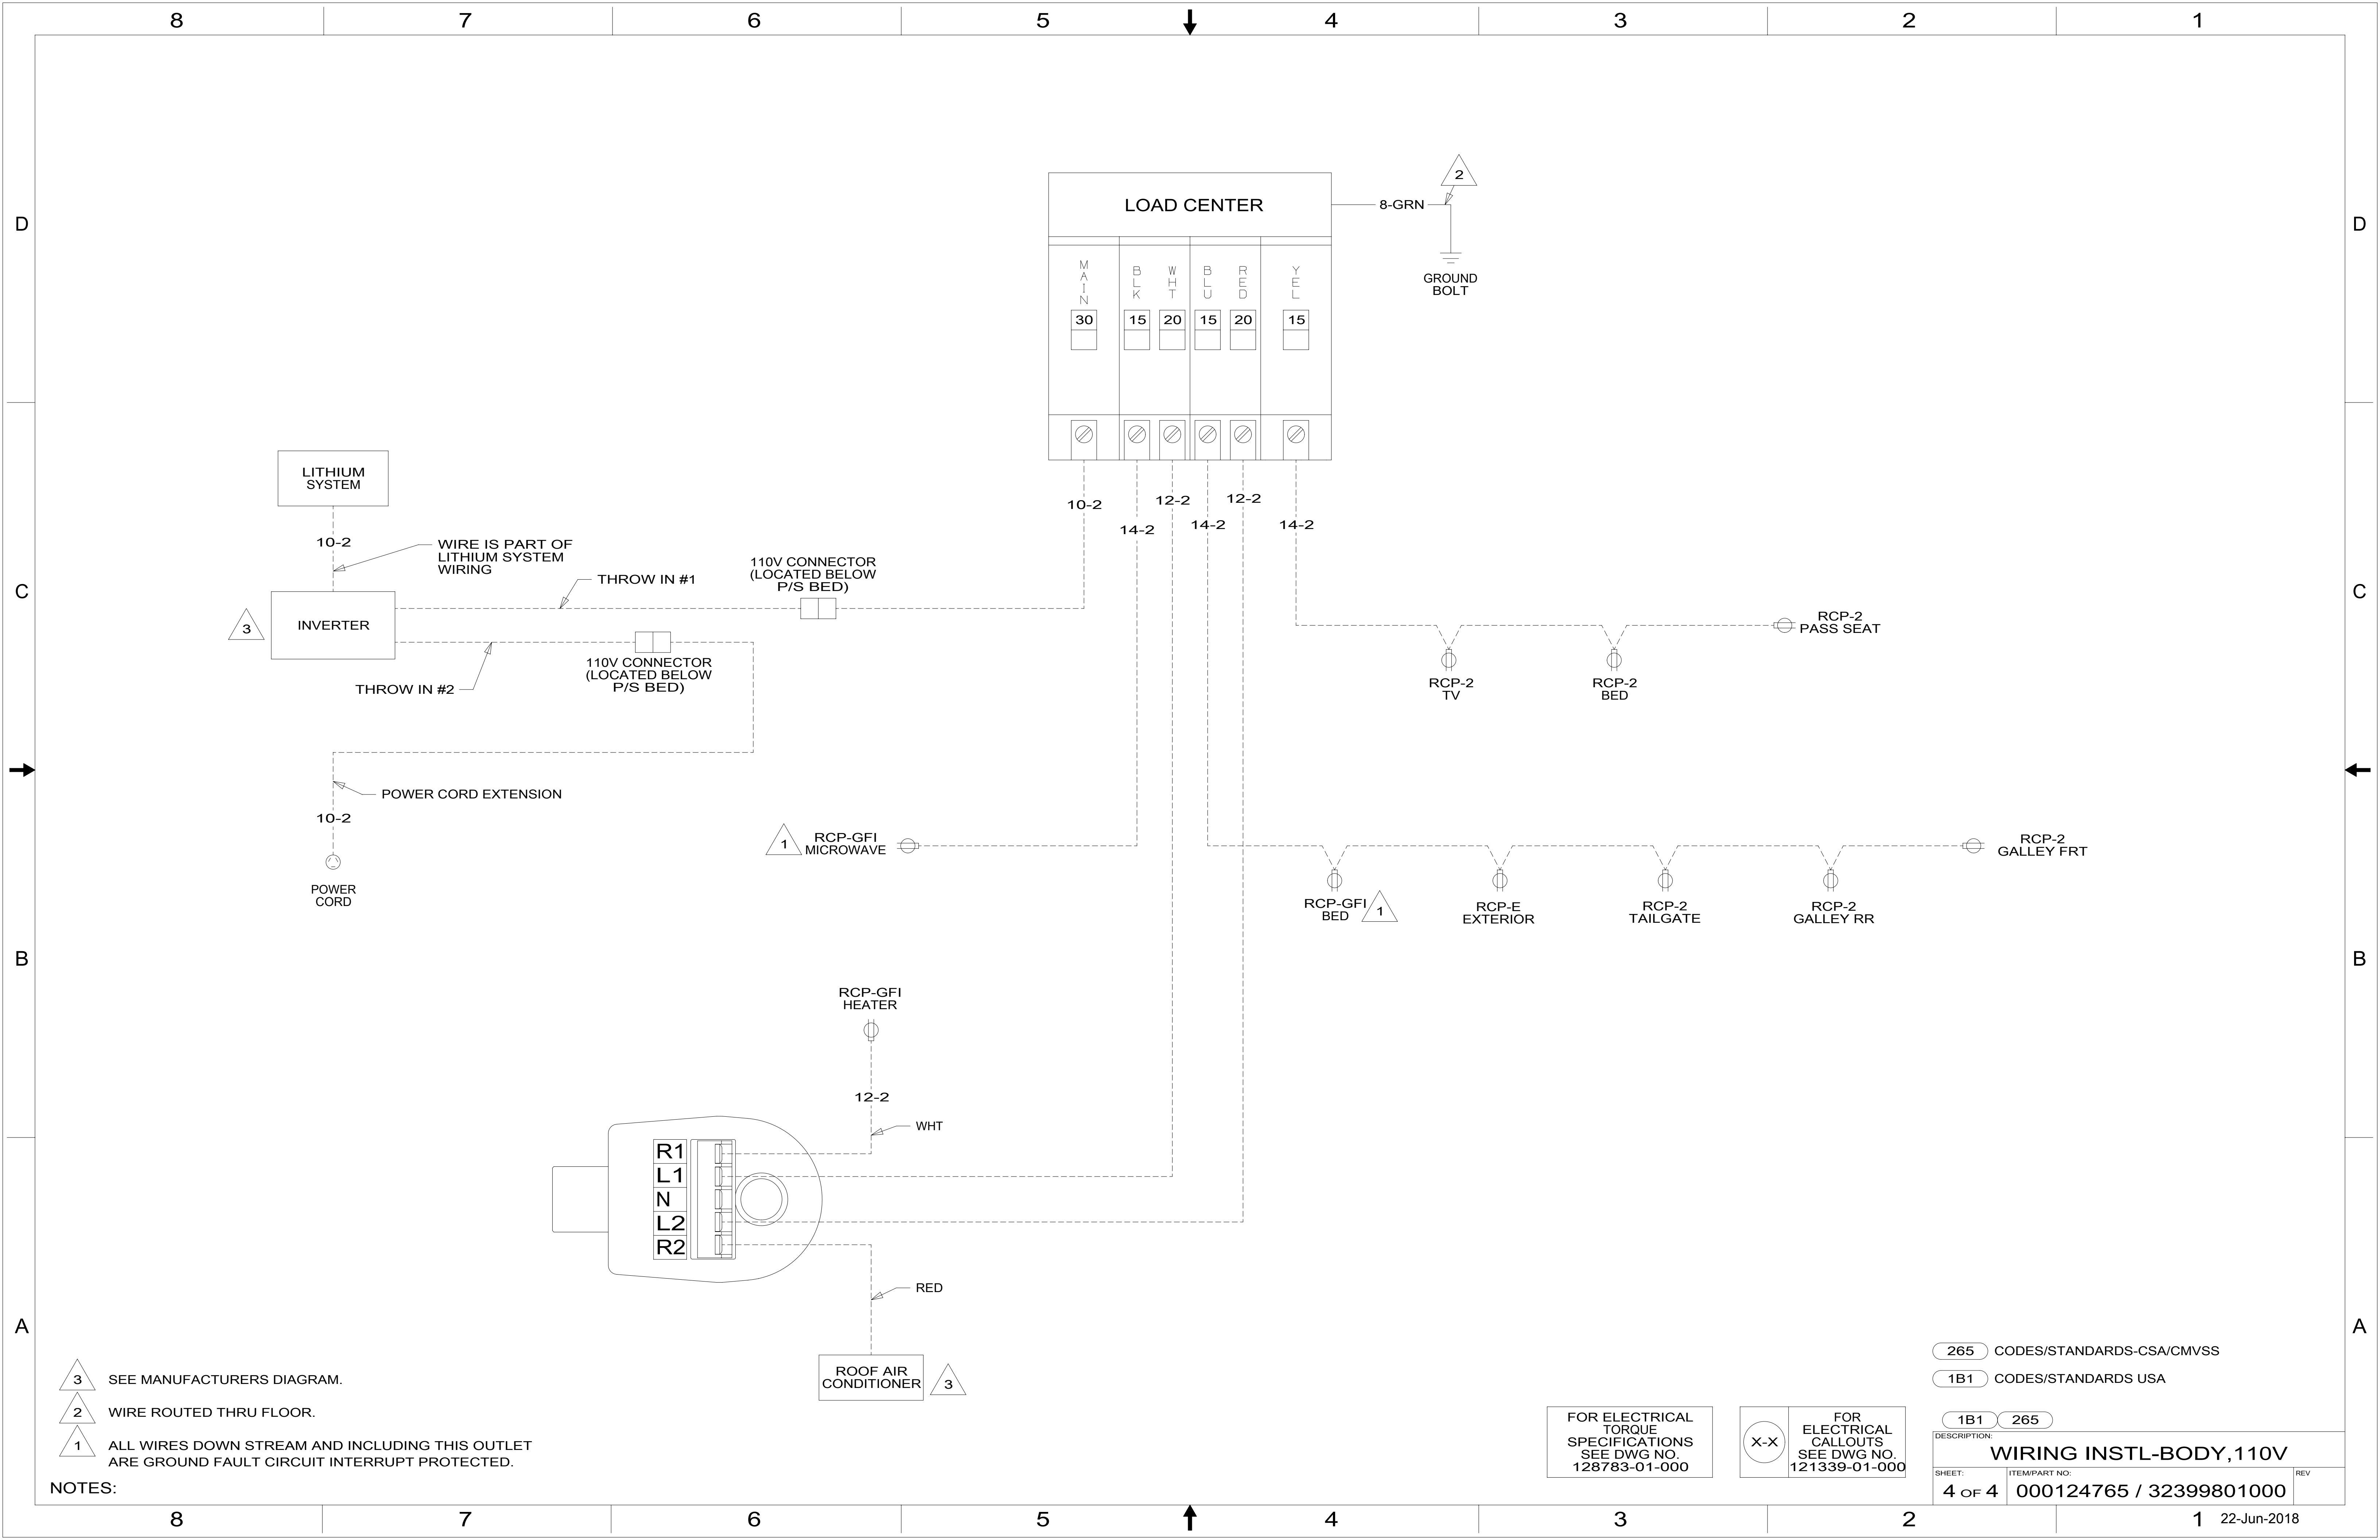 8 7 6 5 4 3 2 1
D
D
C
C
B
B
A
A
LOAD CENTER
2
8-GRN
GROUND
BOLT
MAIN
BLK
WHT
BLU
RED
YEL
30
15
20
15
20
15
10-2
14-2
12-2
14-2
12-2
14-2
LITHIUM
SYSTEM
10-2
WIRE IS PART OF
LITHIUM SYSTEM
WIRING
INVERTER
3
THROW IN #1
110V CONNECTOR
(LOCATED BELOW
P/S BED)
THROW IN #2
110V CONNECTOR
(LOCATED BELOW
P/S BED)
POWER CORD EXTENSION
10-2
POWER
CORD
RCP-2
TV
RCP-2
BED
RCP-2
PASS SEAT
1
RCP-GFI
MICROWAVE
RCP-GFI
BED
1
RCP-E
EXTERIOR
RCP-2
TAILGATE
RCP-2
GALLEY RR
RCP-2
GALLEY FRT
RCP-GFI
HEATER
12-2
WHT
R1
L1
N
L2
R2
RED
ROOF AIR
CONDITIONER
3
3 SEE MANUFACTURERS DIAGRAM.
2 WIRE ROUTED THRU FLOOR.
1 ALL WIRES DOWN STREAM AND INCLUDING THIS OUTLET
ARE GROUND FAULT CIRCUIT INTERRUPT PROTECTED.
NOTES:
FOR ELECTRICAL
TORQUE
SPECIFICATIONS
SEE DWG NO.
128783-01-000
X-X
FOR
ELECTRICAL
CALLOUTS
SEE DWG NO.
121339-01-000
265 CODES/STANDARDS-CSA/CMVSS
1B1 CODES/STANDARDS USA
1B1 265
DESCRIPTION:
WIRING INSTL-BODY,110V
SHEET:
4 OF 4
ITEM/PART NO:
000124765 / 32399801000
REV
8 7 6 5 4 3 2 1
22-Jun-2018